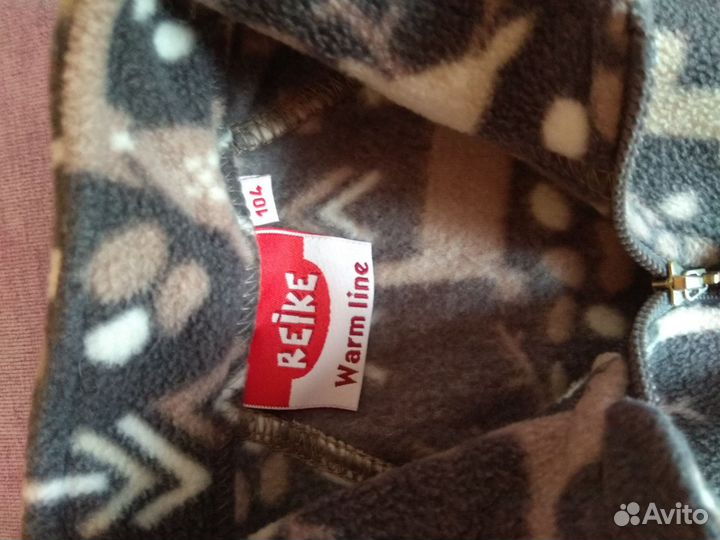 104
REIKE
Warm line
Avito